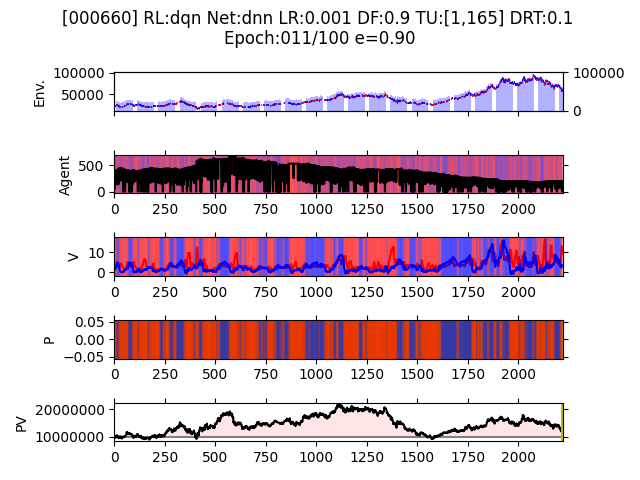 [000660] RL:dqn Net:dnn LR:0.001 DF:0.9 TU:[1,165] DRT:0.1
Epoch:011/100 e=0.90
100000 100000
Env. 50000
0
Agent 500
0
0 250 500 750 1000 1250 1500 1750 2000
V 10
0
0 250 500 750 1000 1250 1500 1750 2000
0.05
P 0.00
−0.05
0 250 500 750 1000 1250 1500 1750 2000
PV 20000000
10000000
0 250 500 750 1000 1250 1500 1750 2000